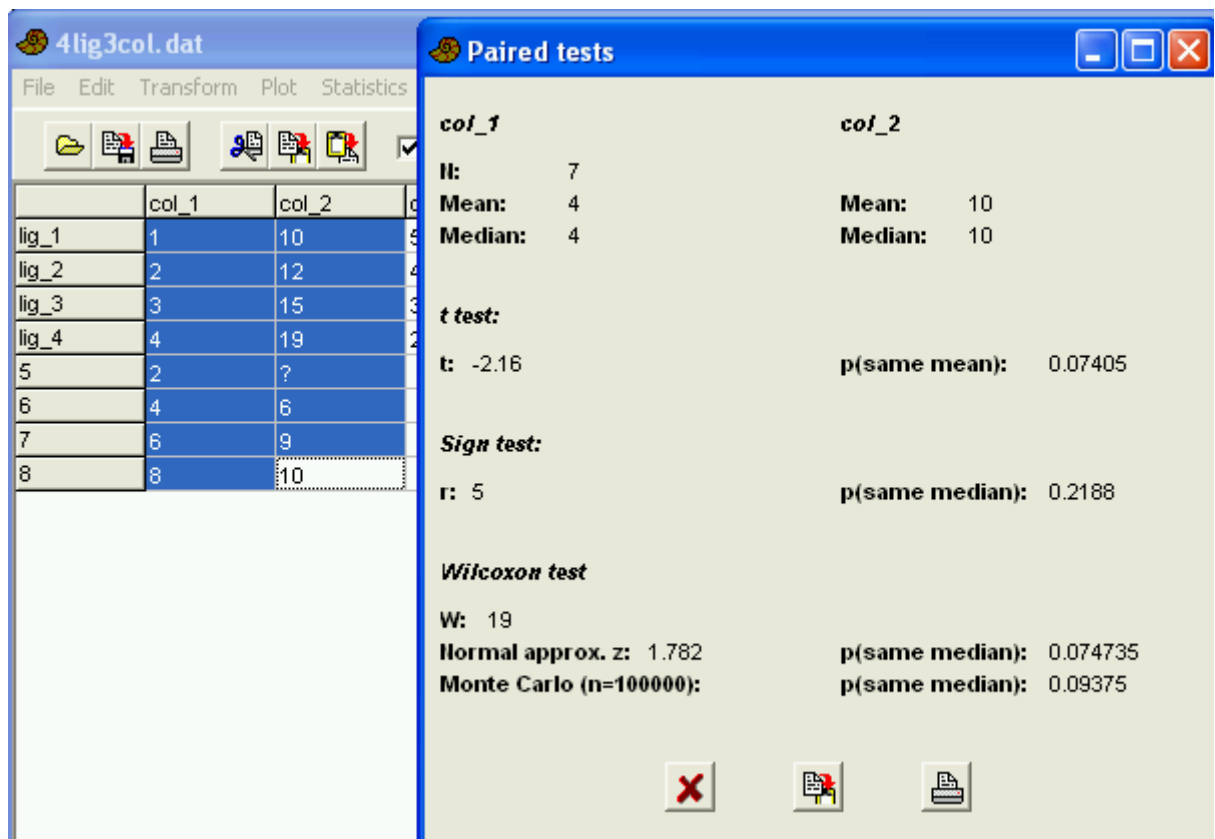 4lig3col.dat
File Edit Transform Plot Statistics
col_1 col_2
lig_1 1 10 5
lig_2 2 12 4
lig_3 3 15 3
lig_4 4 19 2
5 2 ?
6 4 6
7 6 9
8 8 10
Paired tests
col_1 col_2
N: 7
Mean: 4 Mean: 10
Median: 4 Median: 10
t test:
t: -2.16 p(same mean): 0.07405
Sign test:
r: 5 p(same median): 0.2188
Wilcoxon test
W: 19
Normal approx. z: 1.782 p(same median): 0.074735
Monte Carlo (n=100000): p(same median): 0.09375